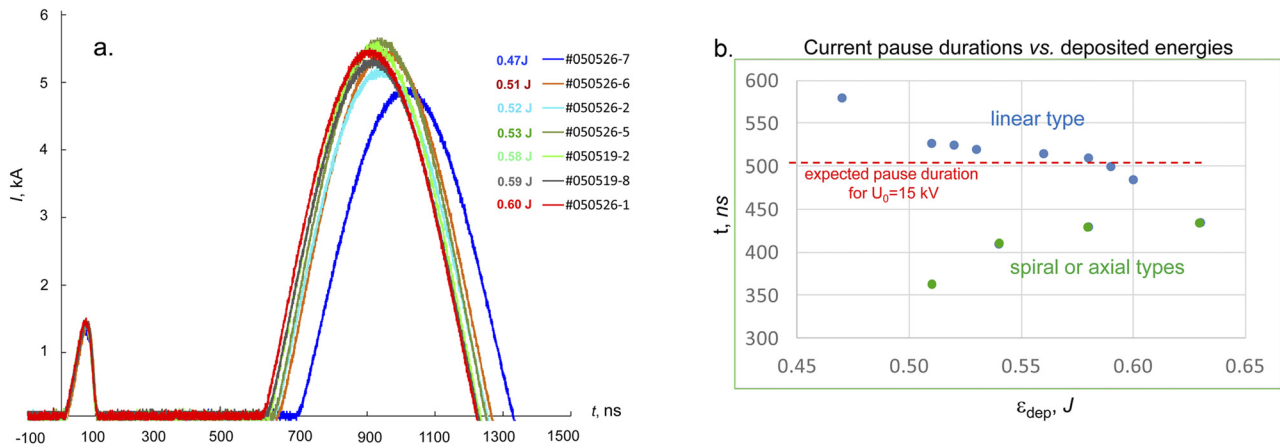 a.
I, kA
6
5
4
3
2
1
-100 100 300 500 700 900 1100 1300 1500
t, ns
0.47J #050526-7
0.51 J #050526-6
0.52 J #050526-2
0.53 J #050526-5
0.58 J #050519-2
0.59 J #050519-8
0.60 J #050526-1
b.
Current pause durations vs. deposited energies
t, ns
600
550
500
450
400
350
300
linear type
expected pause duration
for U₀=15 kV
spiral or axial types
0.45 0.50 0.55 0.60 0.65
εdep, J